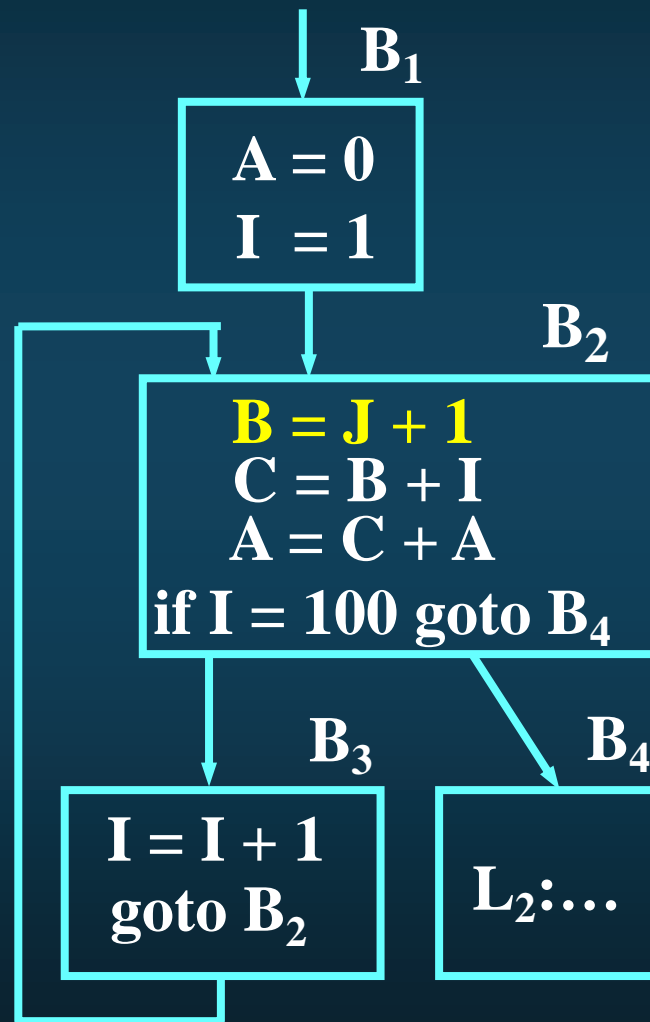 B₁
A = 0
I = 1
B₂
B = J + 1
C = B + I
A = C + A
if I = 100 goto B₄
B₃
I = I + 1
goto B₂
B₄
L₂:…